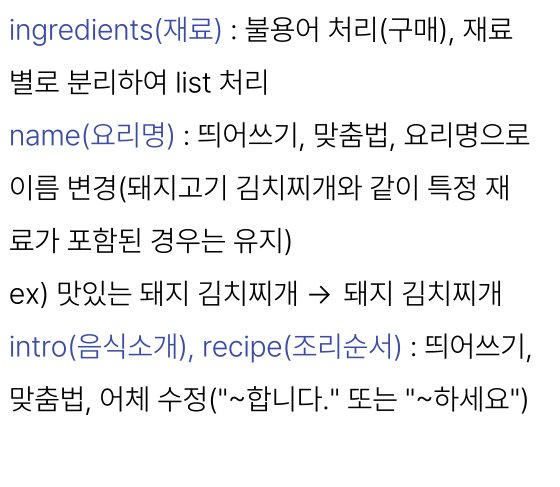 ingredients(재료) : 불용어 처리(구매), 재료
별로 분리하여 list 처리
name(요리명) : 띄어쓰기, 맞춤법, 요리명으로
이름 변경(돼지고기 김치찌개와 같이 특정 재
료가 포함된 경우는 유지)
ex) 맛있는 돼지 김치찌개 → 돼지 김치찌개
intro(음식소개), recipe(조리순서) : 띄어쓰기,
맞춤법, 어체 수정("~합니다." 또는 "~하세요")